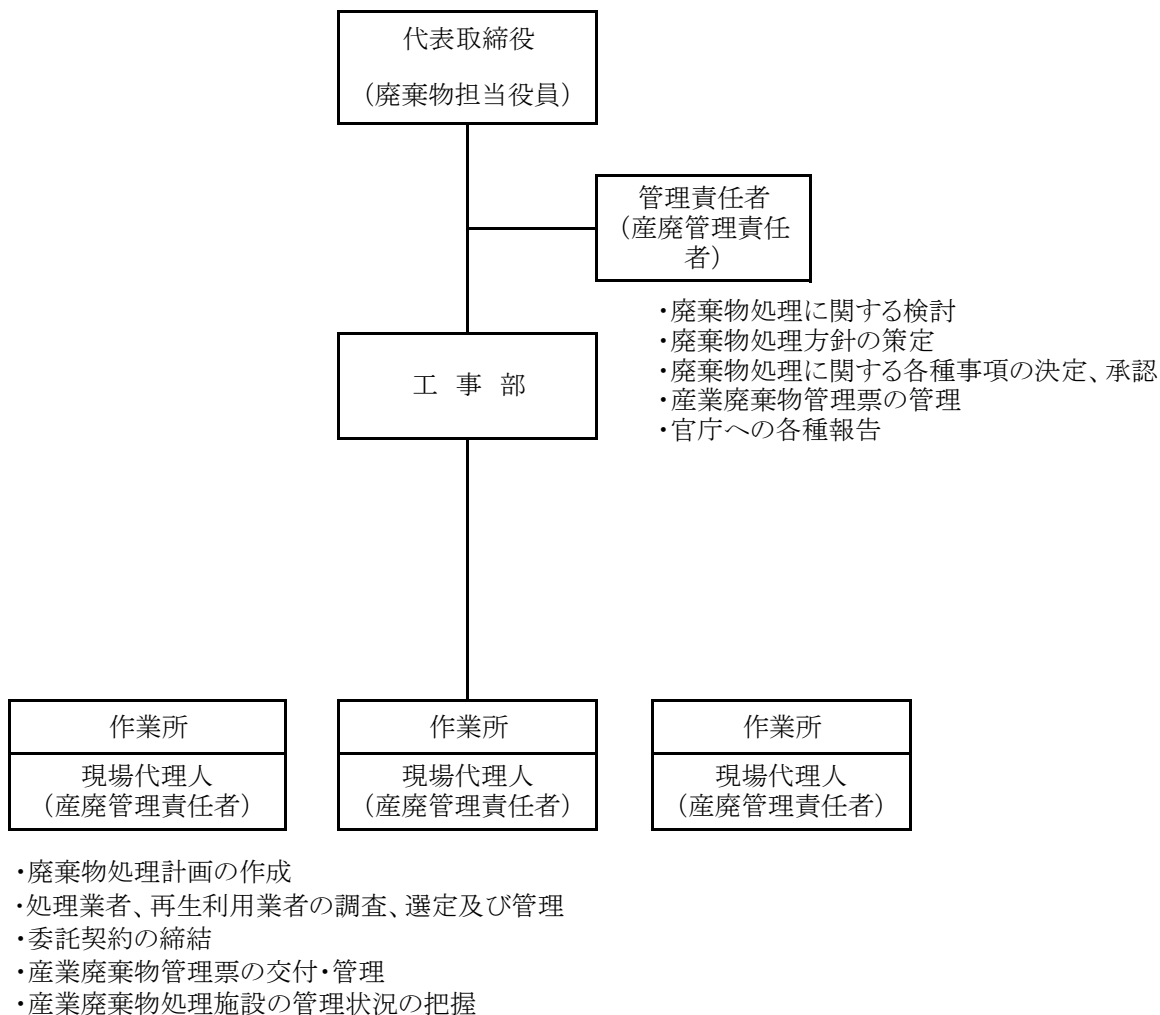 代表取締役
（廃棄物担当役員）
管理責任者
（産廃管理責任
者）
・廃棄物処理に関する検討
・廃棄物処理方針の策定
・廃棄物処理に関する各種事項の決定、承認
・産業廃棄物管理票の管理
・官庁への各種報告
工 事 部
作業所
現場代理人
（産廃管理責任者）
作業所
現場代理人
（産廃管理責任者）
作業所
現場代理人
（産廃管理責任者）
・廃棄物処理計画の作成
・処理業者、再生利用業者の調査、選定及び管理
・委託契約の締結
・産業廃棄物管理票の交付・管理
・産業廃棄物処理施設の管理状況の把握